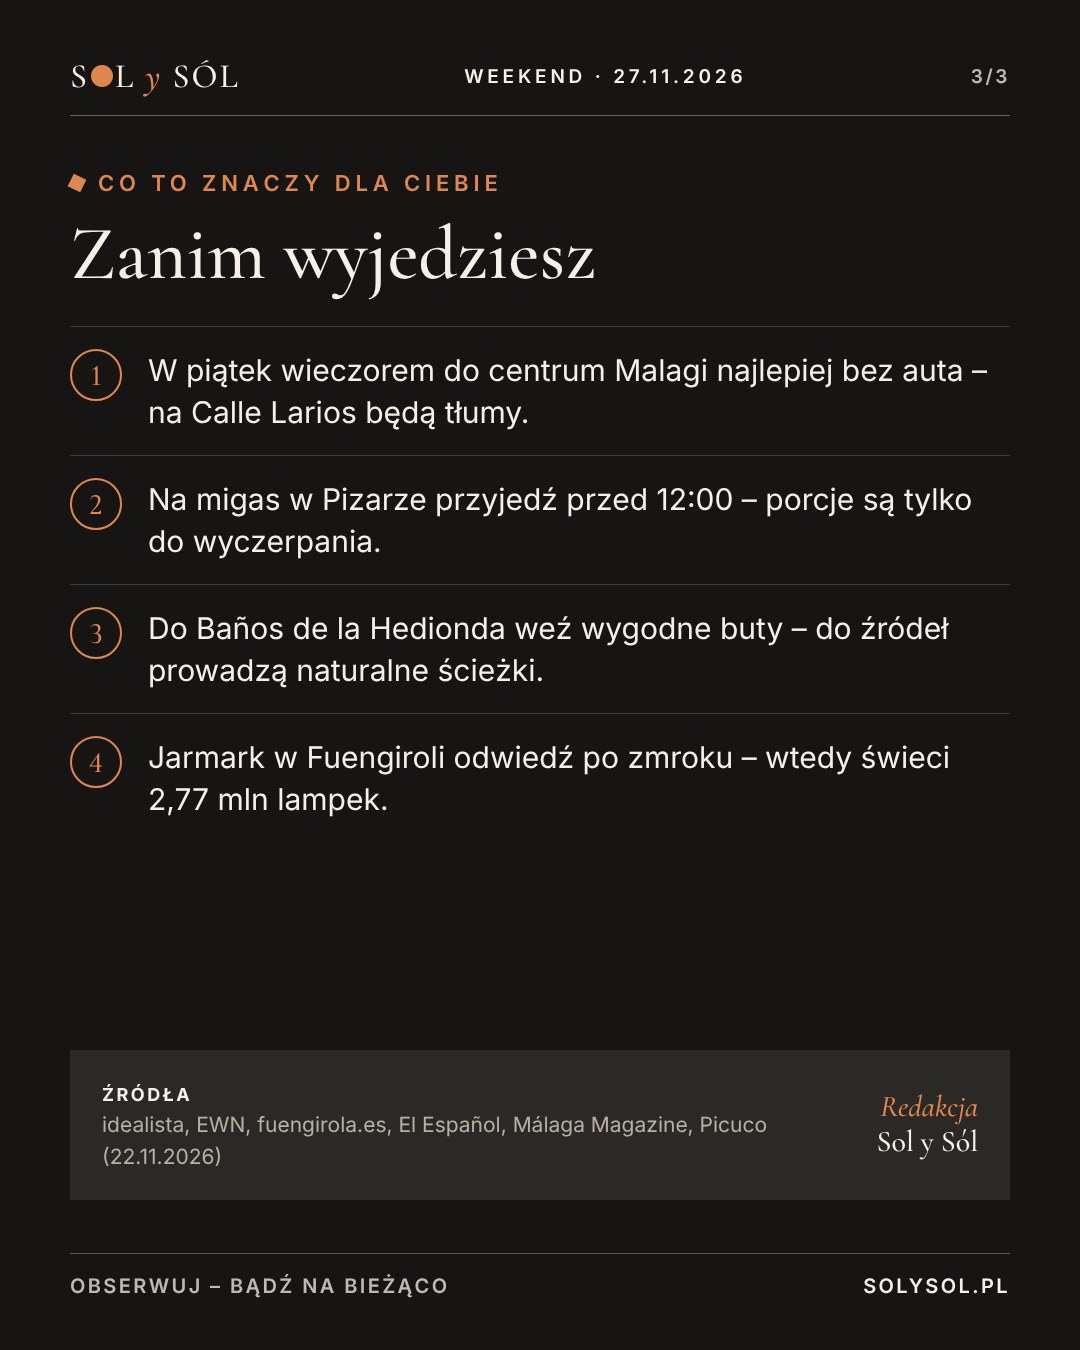 SOL y SÓL
WEEKEND · 27.11.2026
3/3
CO TO ZNACZY DLA CIEBIE
Zanim wyjedziesz
1
W piątek wieczorem do centrum Malagi najlepiej bez auta –
na Calle Larios będą tłumy.
2
Na migas w Pizarze przyjedź przed 12:00 – porcje są tylko
do wyczerpania.
3
Do Baños de la Hedionda weź wygodne buty – do źródeł
prowadzą naturalne ścieżki.
4
Jarmark w Fuengiroli odwiedź po zmroku – wtedy świeci
2,77 mln lampek.
ŹRÓDŁA
idealista, EWN, fuengirola.es, El Español, Málaga Magazine, Picuco
(22.11.2026)
Redakcja
Sol y Sól
OBSERWUJ – BĄDŹ NA BIEŻĄCO
SOLYSOL.PL